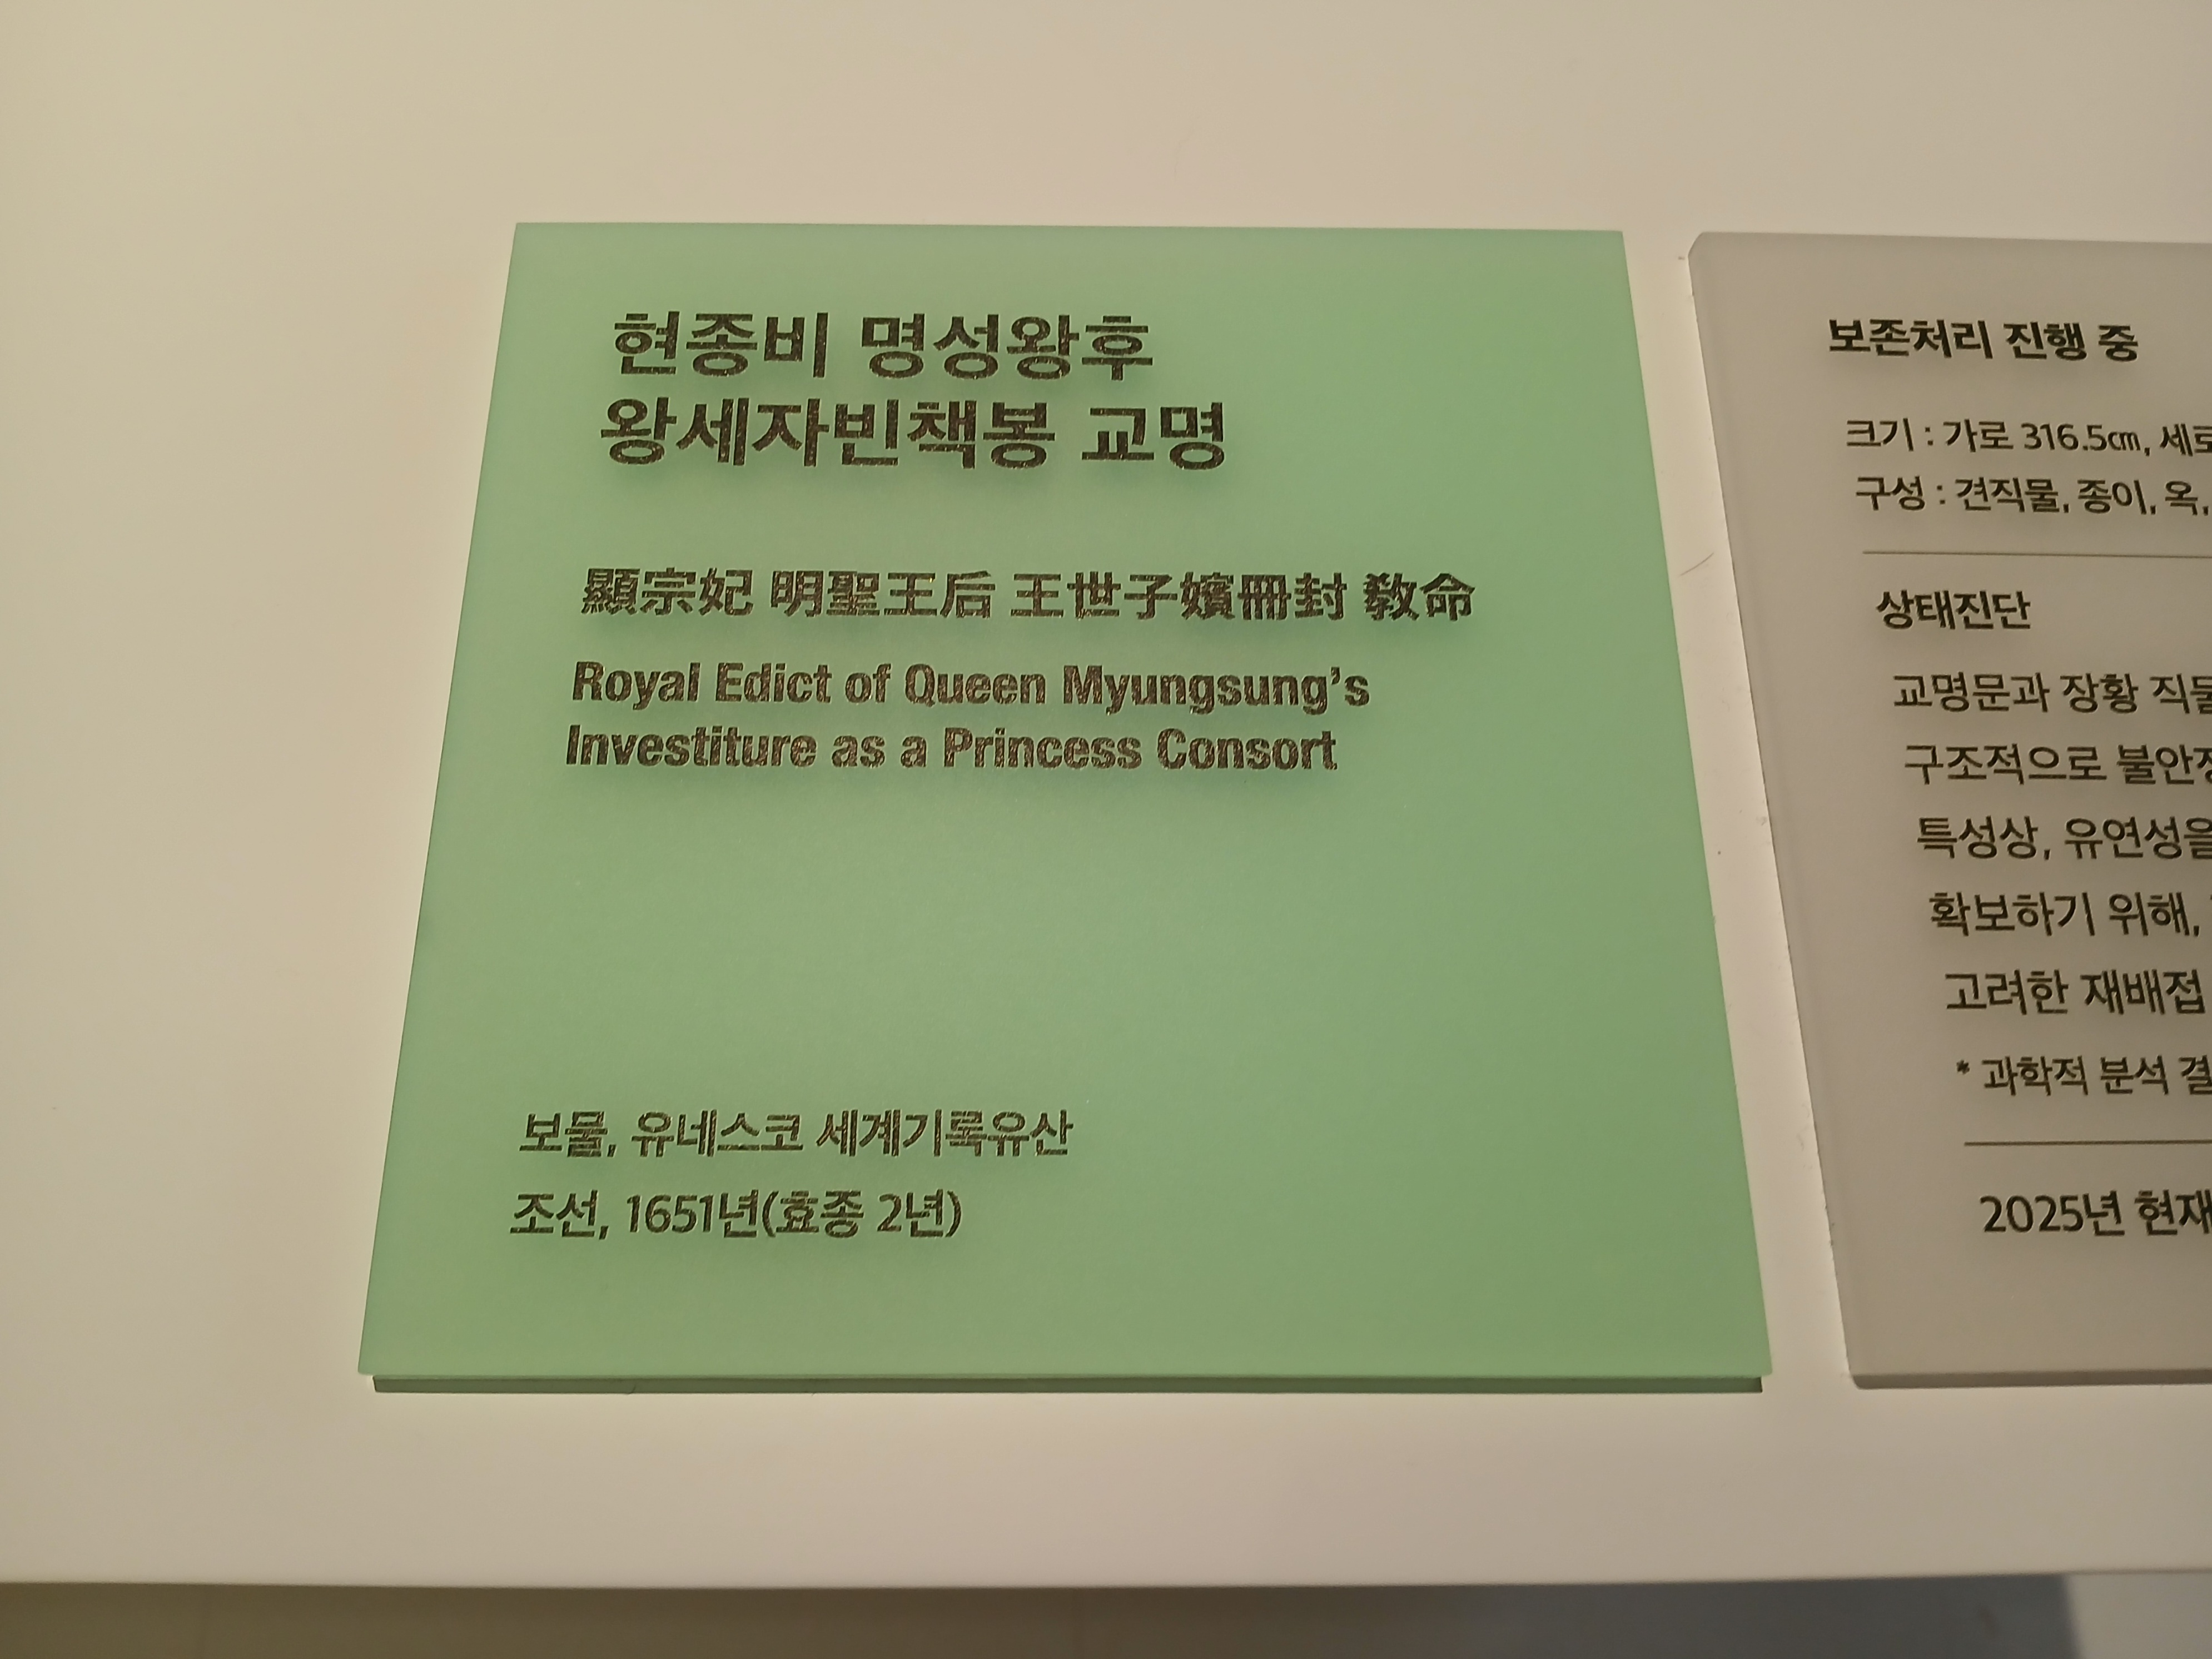 현종비 명성왕후
왕세자빈책봉 교명
顯宗妃 明聖王后 王世子嬪冊封 敎命
Royal Edict of Queen Myungsung's
Investiture as a Princess Consort
보물, 유네스코 세계기록유산
조선, 1651년(효종 2년)
보존처리 진행 중
크기 : 가로 316.5㎝, 세로
구성 : 견직물, 종이, 옥,
상태진단
교명문과 장황
구조적으로
특성상, 유연성을
확보하기 위해,
고려한 재배접
* 과학적 분석
2025년 현재